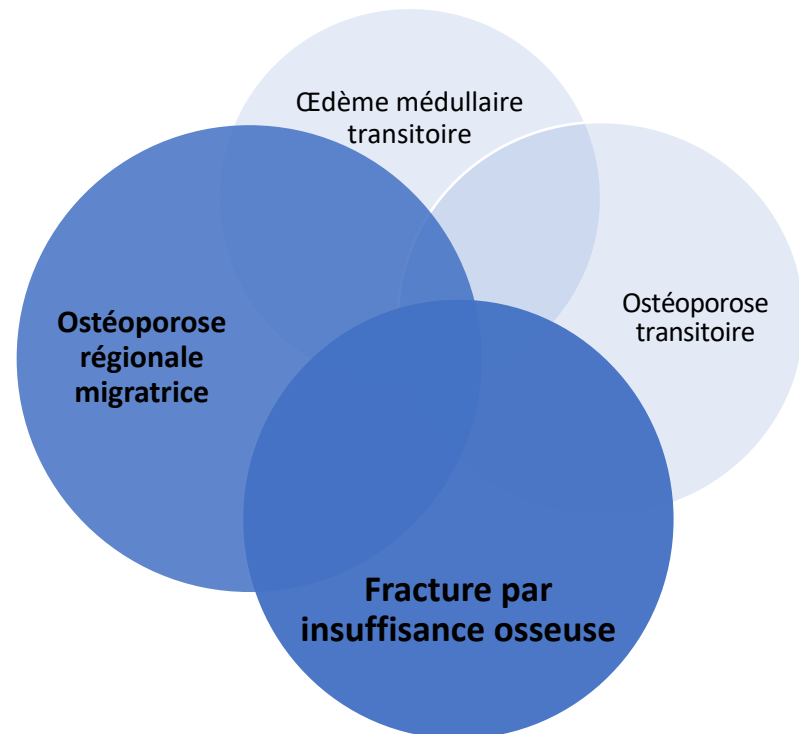 Œdème médullaire
transitoire
Ostéoporose
transitoire
Ostéoporose
régionale
migratrice
Fracture par
insuffisance osseuse